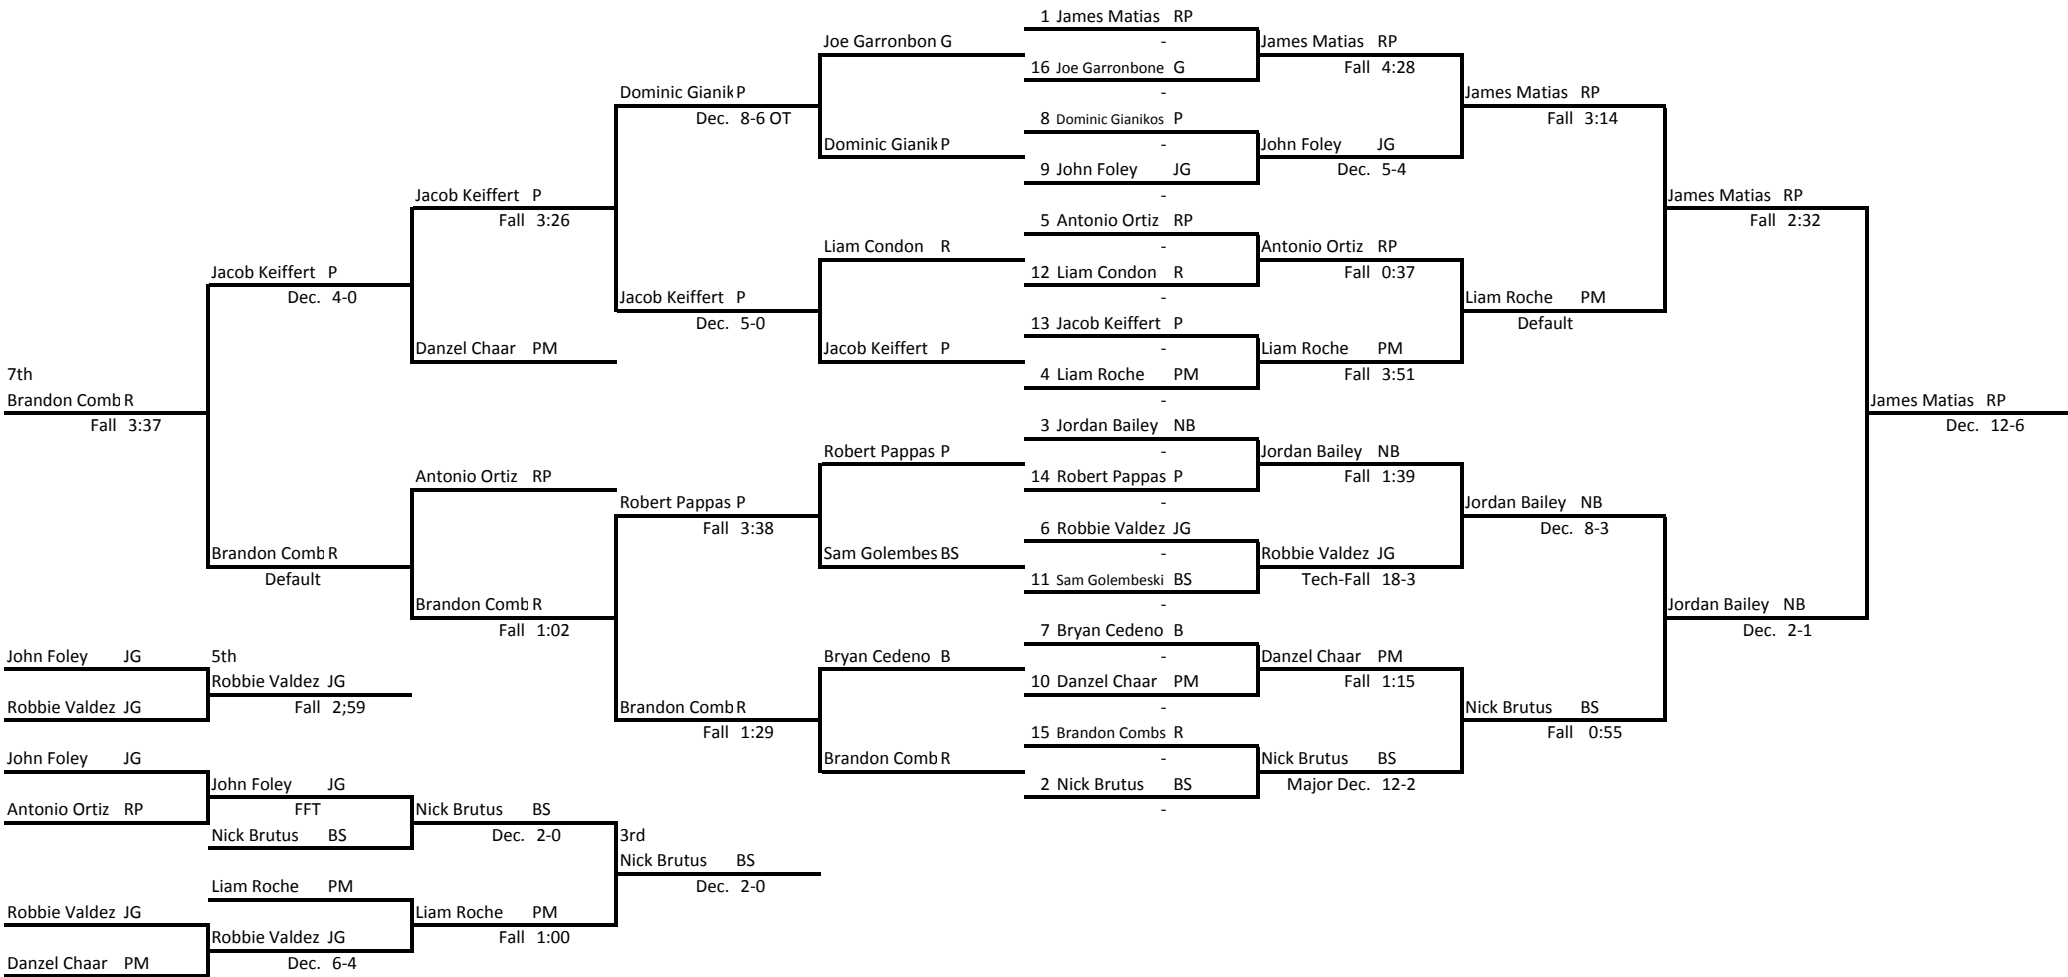 1 James Matias RP
Joe Garronbon G - James Matias RP
16 Joe Garronbone G Fall 4:28
Dominic Gianik P - James Matias RP
Dec. 8-6 OT 8 Dominic Gianikos P Fall 3:14
Dominic Gianik P - John Foley JG
9 John Foley JG Dec. 5-4
Jacob Keiffert P - James Matias RP
Fall 3:26 5 Antonio Ortiz RP Fall 2:32
Liam Condon R - Antonio Ortiz RP
Jacob Keiffert P 12 Liam Condon R Fall 0:37
Dec. 4-0 Jacob Keiffert P - Liam Roche PM
Dec. 5-0 13 Jacob Keiffert P Default
Danzel Chaar PM Jacob Keiffert P - Liam Roche PM
7th 4 Liam Roche PM Fall 3:51
Brandon Comb R - James Matias RP
Fall 3:37 3 Jordan Bailey NB Dec. 12-6
Robert Pappas P - Jordan Bailey NB
Antonio Ortiz RP 14 Robert Pappas P Fall 1:39
Robert Pappas P - Jordan Bailey NB
Fall 3:38 6 Robbie Valdez JG Dec. 8-3
Brandon Comb R Sam Golembes BS - Robbie Valdez JG
Default 11 Sam Golembeski BS Tech-Fall 18-3
Brandon Comb R - Jordan Bailey NB
Fall 1:02 7 Bryan Cedeno B Dec. 2-1
John Foley JG 5th Bryan Cedeno B - Danzel Chaar PM
Robbie Valdez JG 10 Danzel Chaar PM Fall 1:15
Robbie Valdez JG Fall 2;59 Brandon Comb R - Nick Brutus BS
Fall 1:29 15 Brandon Combs R Fall 0:55
John Foley JG Brandon Comb R - Nick Brutus BS
John Foley JG 2 Nick Brutus BS Major Dec. 12-2
Antonio Ortiz RP FFT Nick Brutus BS -
Nick Brutus BS Dec. 2-0 3rd
Nick Brutus BS
Liam Roche PM Dec. 2-0
Robbie Valdez JG Liam Roche PM
Robbie Valdez JG Fall 1:00
Danzel Chaar PM Dec. 6-4